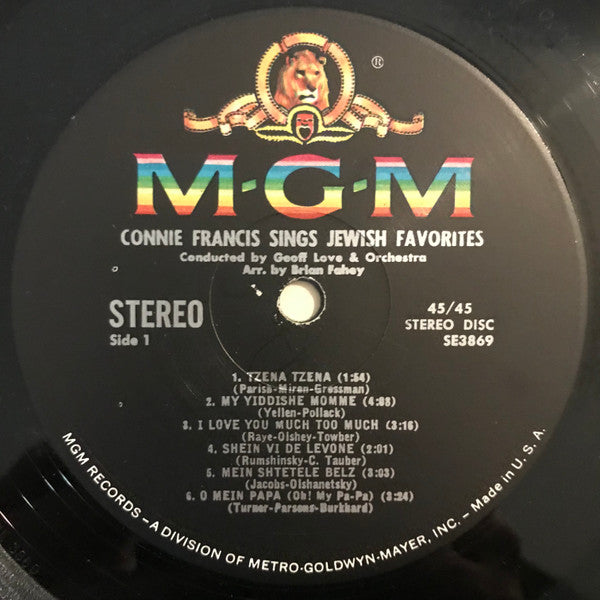 ®
M·G·M
CONNIE FRANCIS SINGS JEWISH FAVORITES
Conducted by Geoff Love & Orchestra
Arr. by Brian Fahey
STEREO
Side 1
45/45
STEREO DISC
SE3869
1. TZENA TZENA (1:54)
(Parish-Miron-Grossman)
2. MY YIDDISHE MOMME (4:08)
(Yellen-Pollack)
3. I LOVE YOU MUCH TOO MUCH (3:16)
(Raye-Olshey-Towber)
4. SHEIN VI DE LEVONE (2:01)
(Rumshinsky-C. Tauber)
5. MEIN SHTETELE BELZ (3:03)
(Jacobs-Olshanetsky)
6. O MEIN PAPA (Oh! My Pa-Pa) (3:24)
(Turner-Parsons-Burkhard)
MGM RECORDS – A DIVISION OF METRO-GOLDWYN-MAYER, INC. – Made in U. S. A.